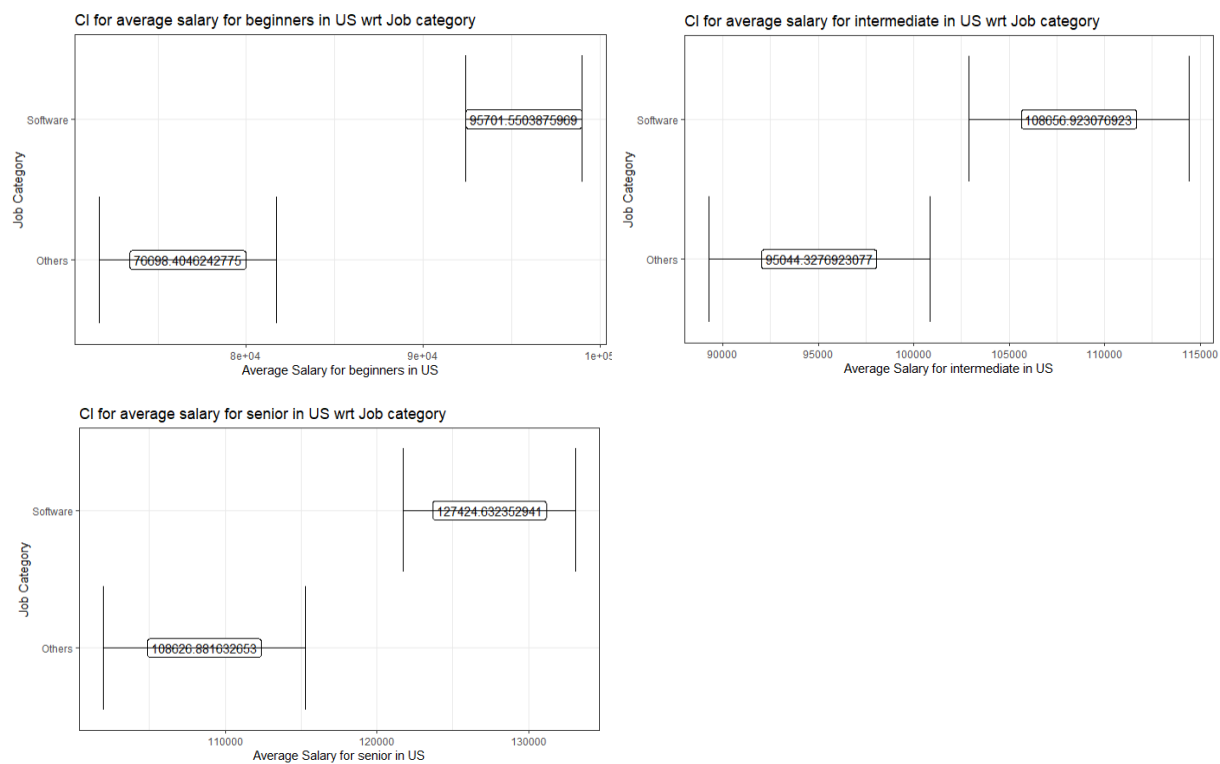 CI for average salary for beginners in US wrt Job category
Job Category
Software
95701.5503875969
Others
76698.4046242775
8e+04 9e+04 1e+05
Average Salary for beginners in US
CI for average salary for intermediate in US wrt Job category
Job Category
Software
108656.923076923
Others
95044.3276923077
90000 95000 100000 105000 110000 115000
Average Salary for intermediate in US
CI for average salary for senior in US wrt Job category
Job Category
Software
127424.632352941
Others
108626.881632653
110000 120000 130000
Average Salary for senior in US